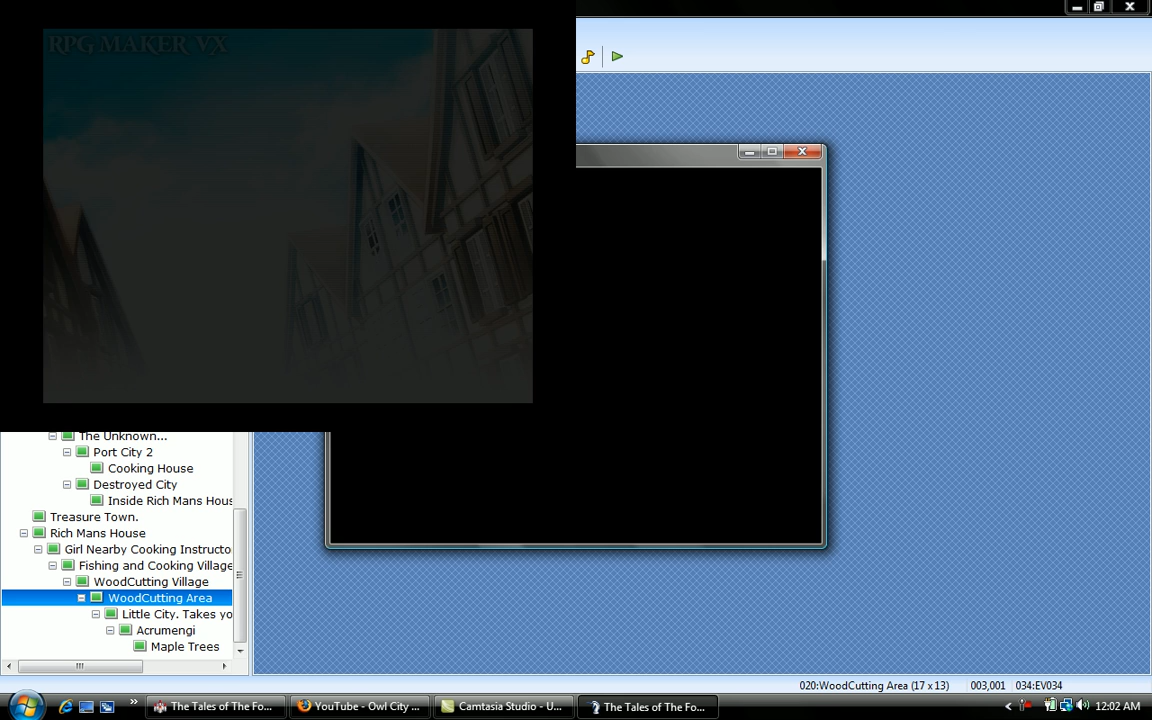 RPG MAKER VX
The Unknown...
Port City 2
Cooking House
Destroyed City
Inside Rich Mans Hous
Treasure Town.
Rich Mans House
Girl Nearby Cooking Instructo
Fishing and Cooking Village
WoodCutting Village
WoodCutting Area
Little City. Takes yo
Acrumengi
Maple Trees
020:WoodCutting Area (17 x 13) 003,001 034:EV034
The Tales of The Fo... YouTube - Owl City ... Camtasia Studio - U... The Tales of The Fo... 12:02 AM